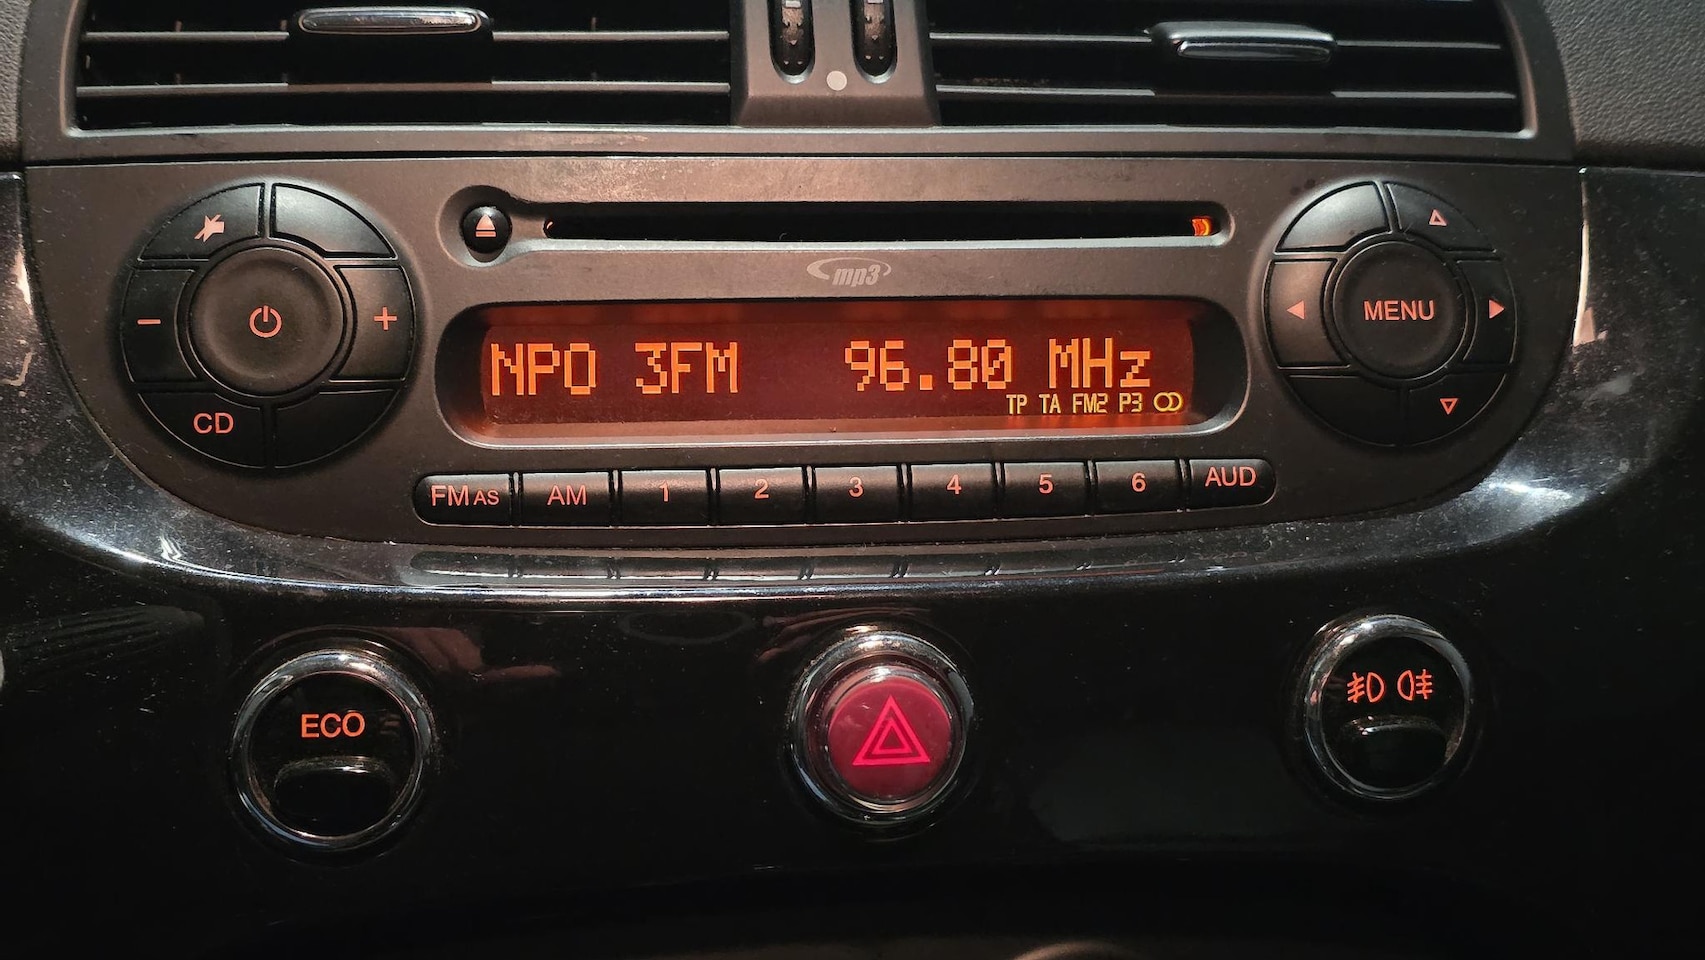 mp3
NPO 3FM 96.80 MHz
TP TA FM2 P3
MENU
CD
FM AS AM 1 2 3 4 5 6 AUD
ECO